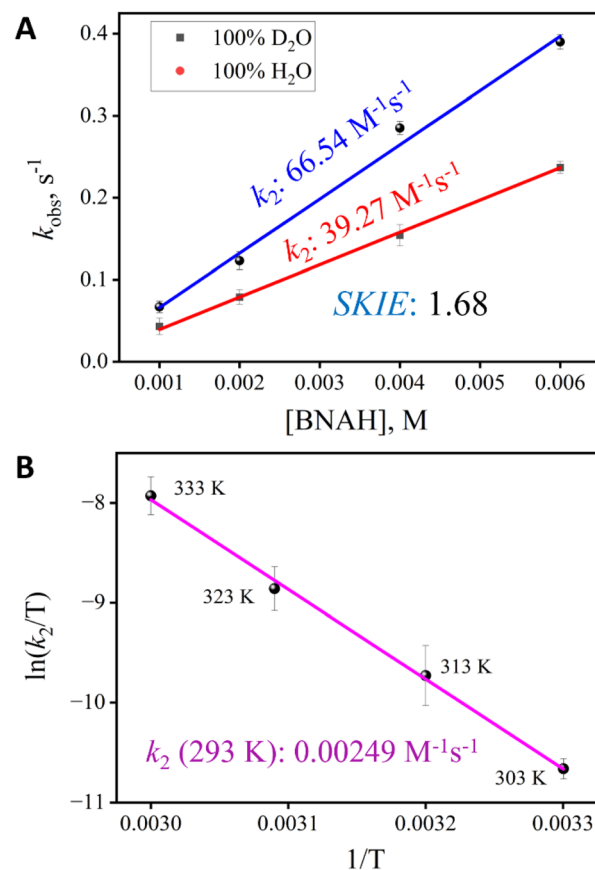 A
100% D₂O
100% H₂O
k₂: 66.54 M⁻¹s⁻¹
k₂: 39.27 M⁻¹s⁻¹
SKIE: 1.68
k_obs, s⁻¹
0.4
0.3
0.2
0.1
0.0
0.001 0.002 0.003 0.004 0.005 0.006
[BNAH], M
B
333 K
323 K
313 K
303 K
k₂ (293 K): 0.00249 M⁻¹s⁻¹
ln(k₂/T)
−8
−9
−10
−11
0.0030 0.0031 0.0032 0.0033
1/T